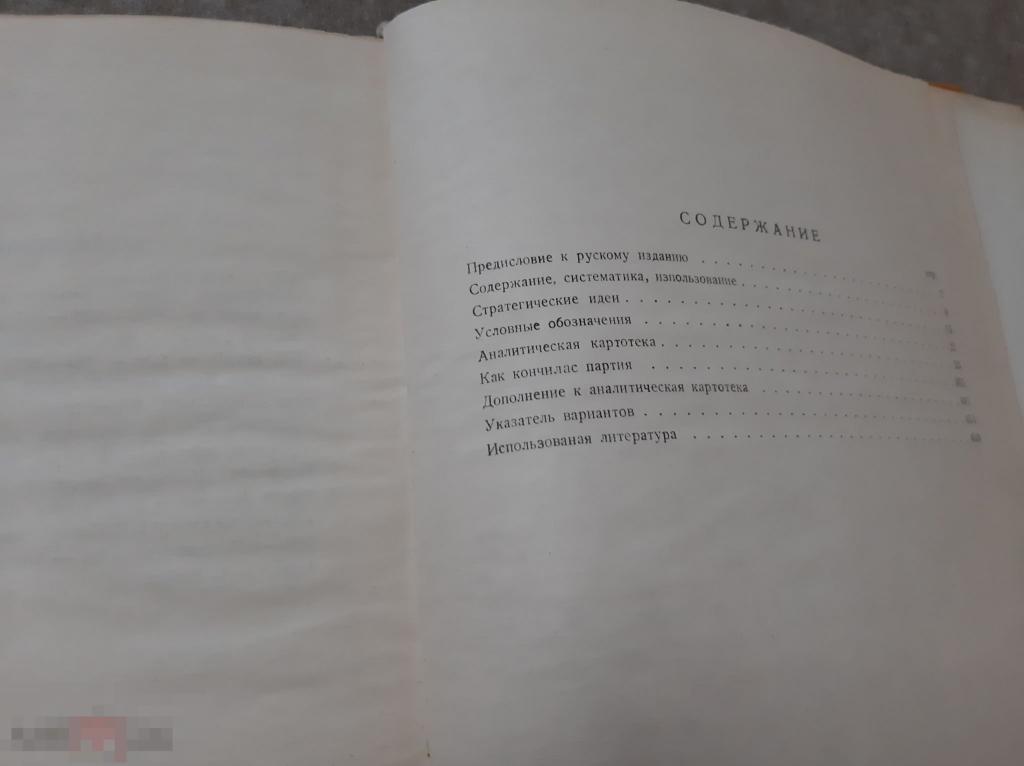 СОДЕРЖАНИЕ
Предисловие к рускому изданию
Содержание, систематика, изпользование
Стратегические идеи
Условные обозначения
Аналитическая картотека
Как кончилас партия
Дополнение к аналитическая картотека
Указатель вариантов
Использованая литература